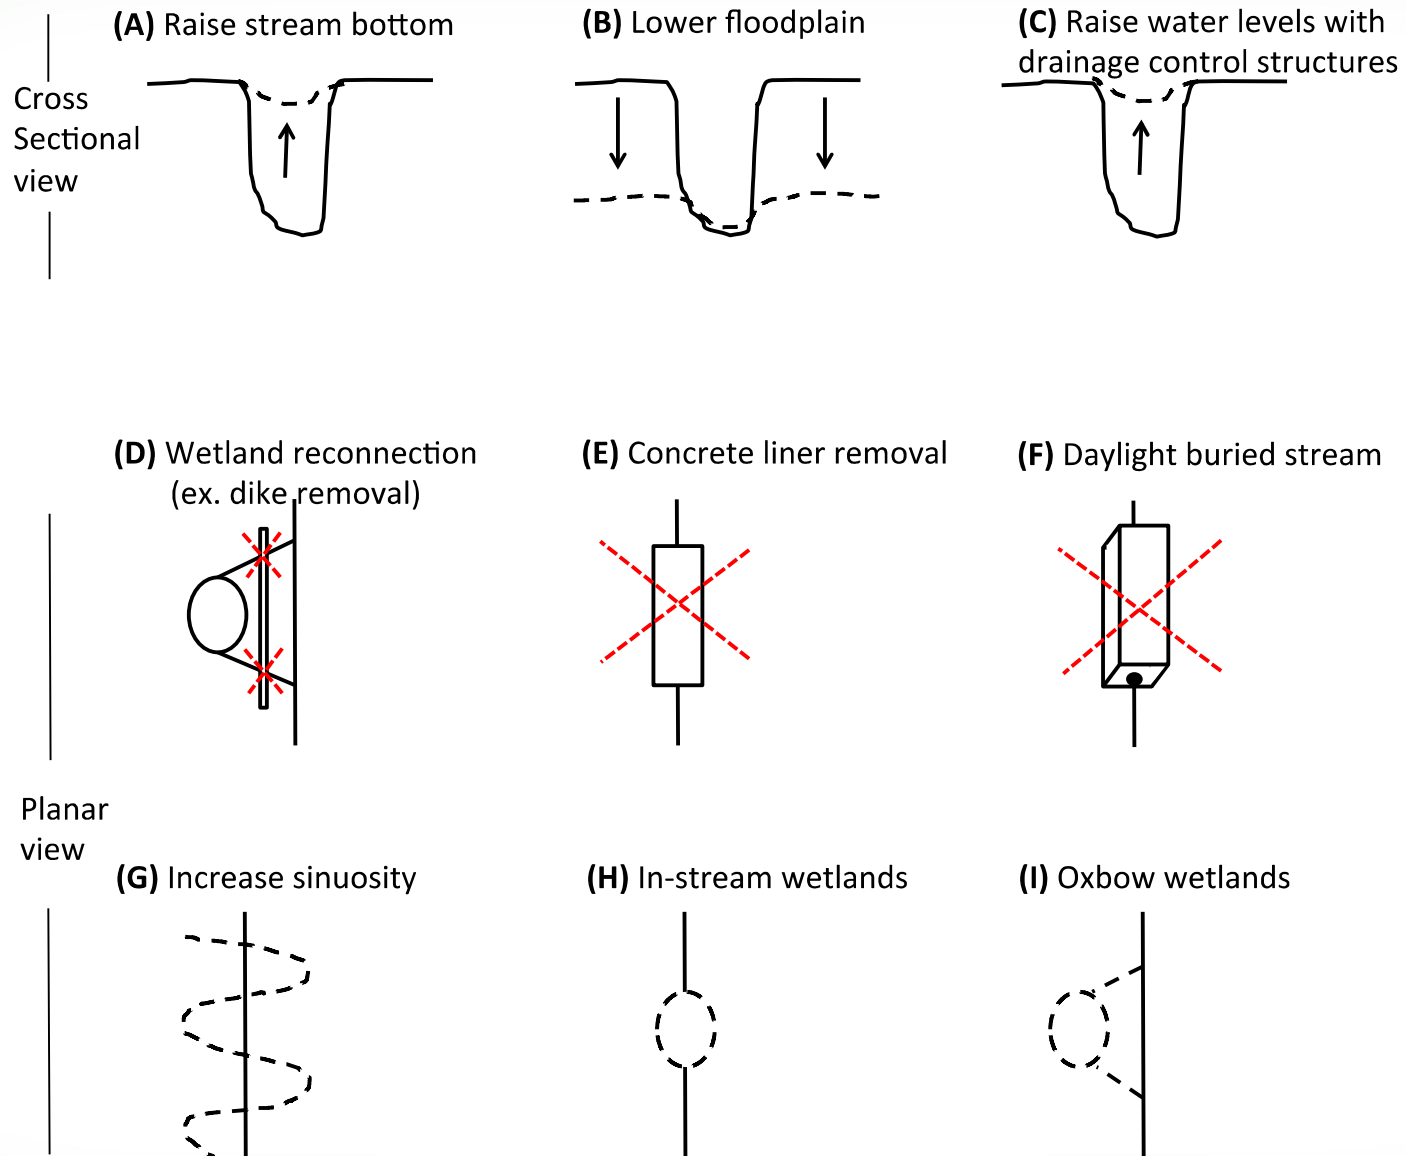 (A) Raise stream bottom
(B) Lower floodplain
(C) Raise water levels with
drainage control structures
Cross
Sectional
view
(D) Wetland reconnection
(ex. dike removal)
(E) Concrete liner removal
(F) Daylight buried stream
Planar
view
(G) Increase sinuosity
(H) In-stream wetlands
(I) Oxbow wetlands